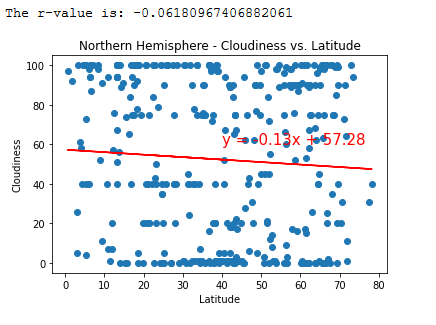 The r-value is: -0.06180967406882061
Northern Hemisphere - Cloudiness vs. Latitude
100
80
60
40
20
0
Cloudiness
y = -0.13x + 57.28
0 10 20 30 40 50 60 70 80
Latitude